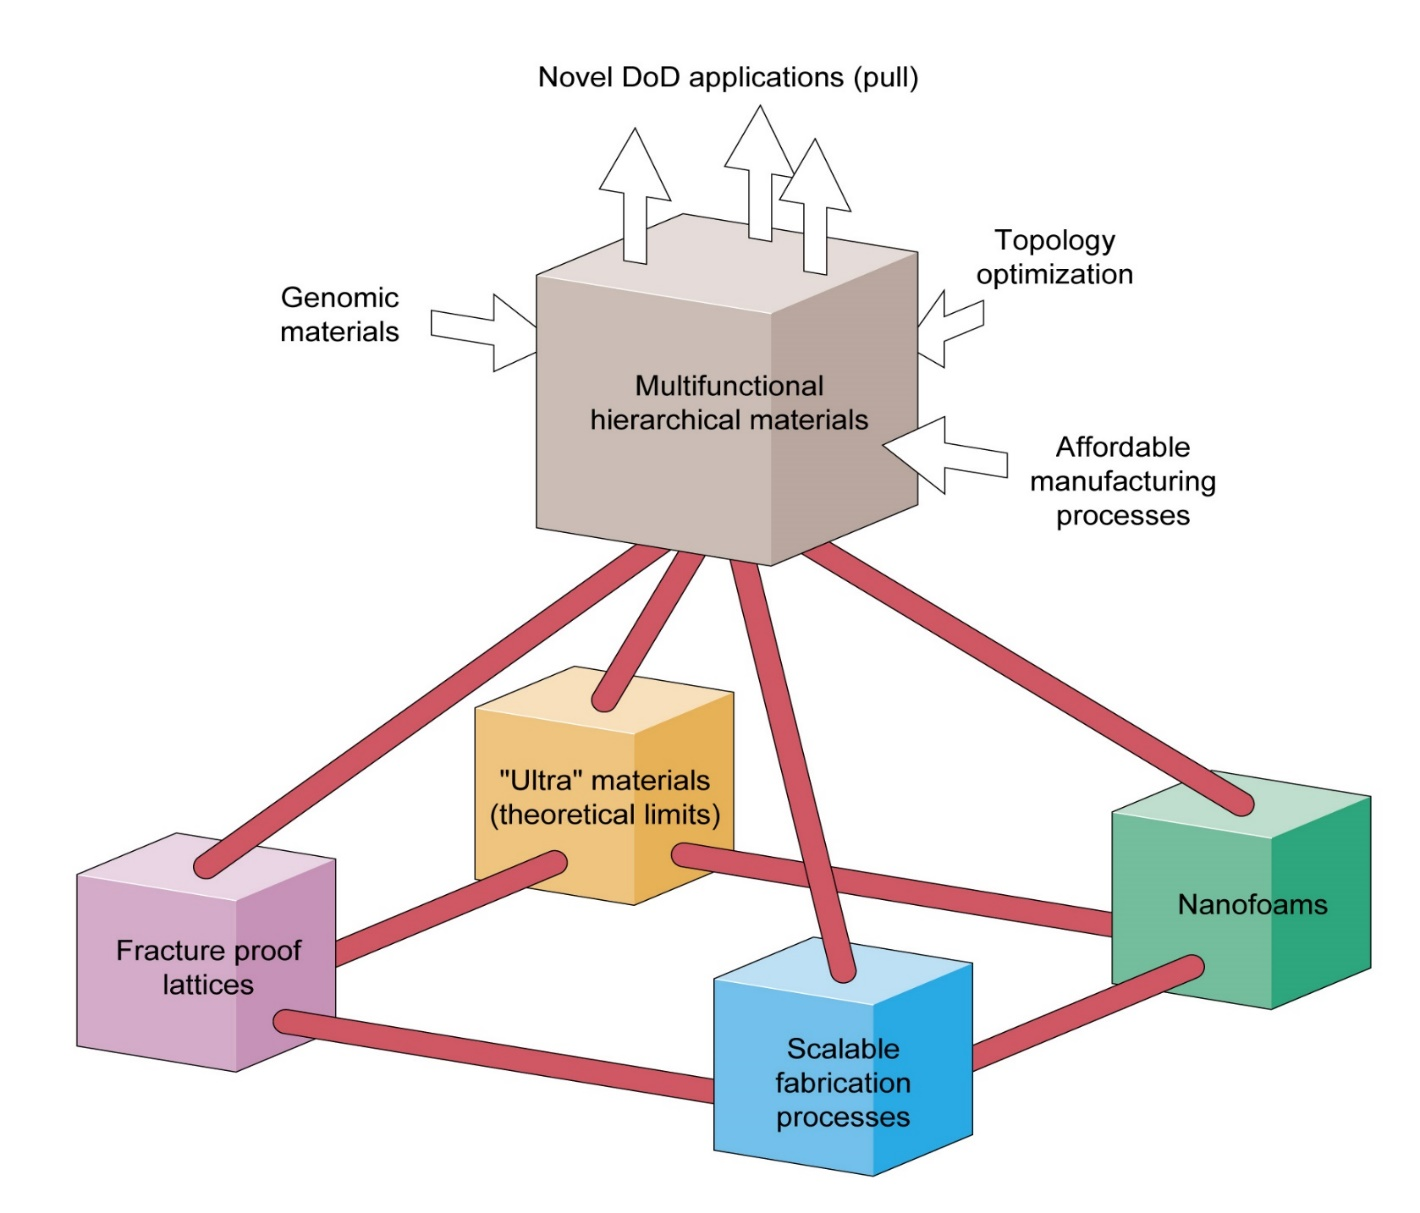 Novel DoD applications (pull)
Topology
optimization
Genomic
materials
Multifunctional
hierarchical materials
Affordable
manufacturing
processes
"Ultra" materials
(theoretical limits)
Nanofoams
Fracture proof
lattices
Scalable
fabrication
processes